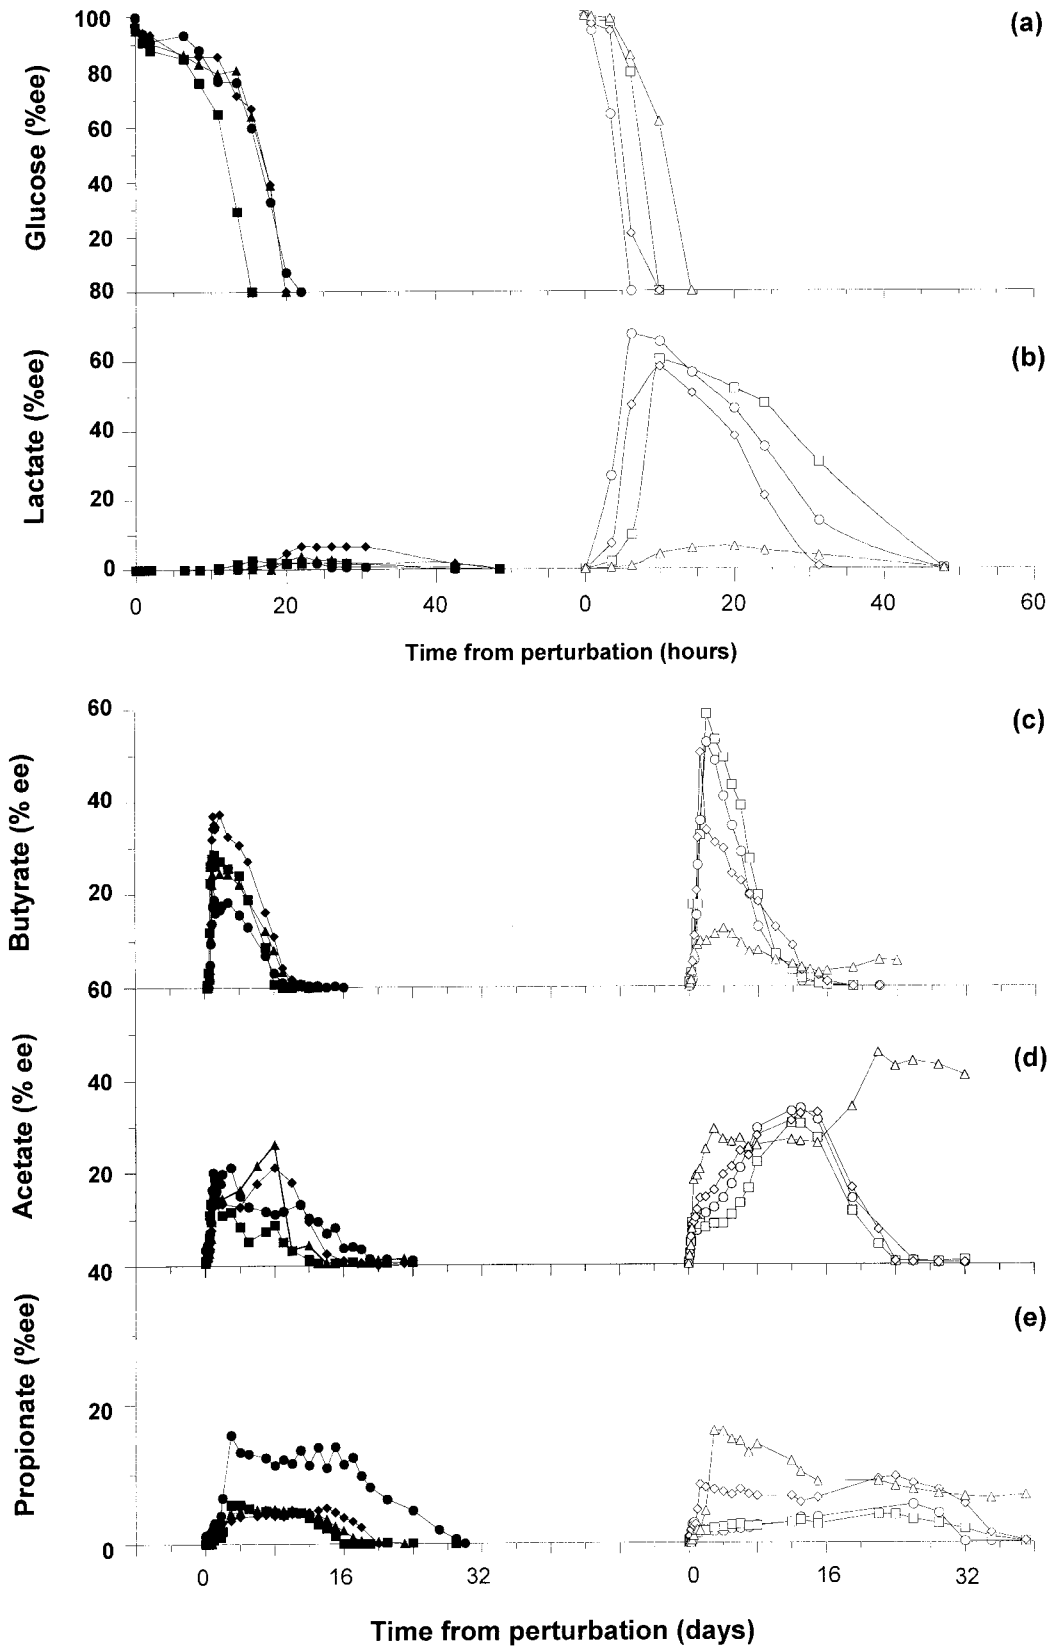 100
(a)
80
60
40
20
80
Glucose (%ee)
(b)
60
40
20
0
Lactate (%ee)
0
20
40
0
20
40
60
Time from perturbation (hours)
60
(c)
40
20
60
Butyrate (% ee)
(d)
40
20
40
Acetate (% ee)
(e)
20
0
Propionate (%ee)
0
16
32
0
16
32
Time from perturbation (days)